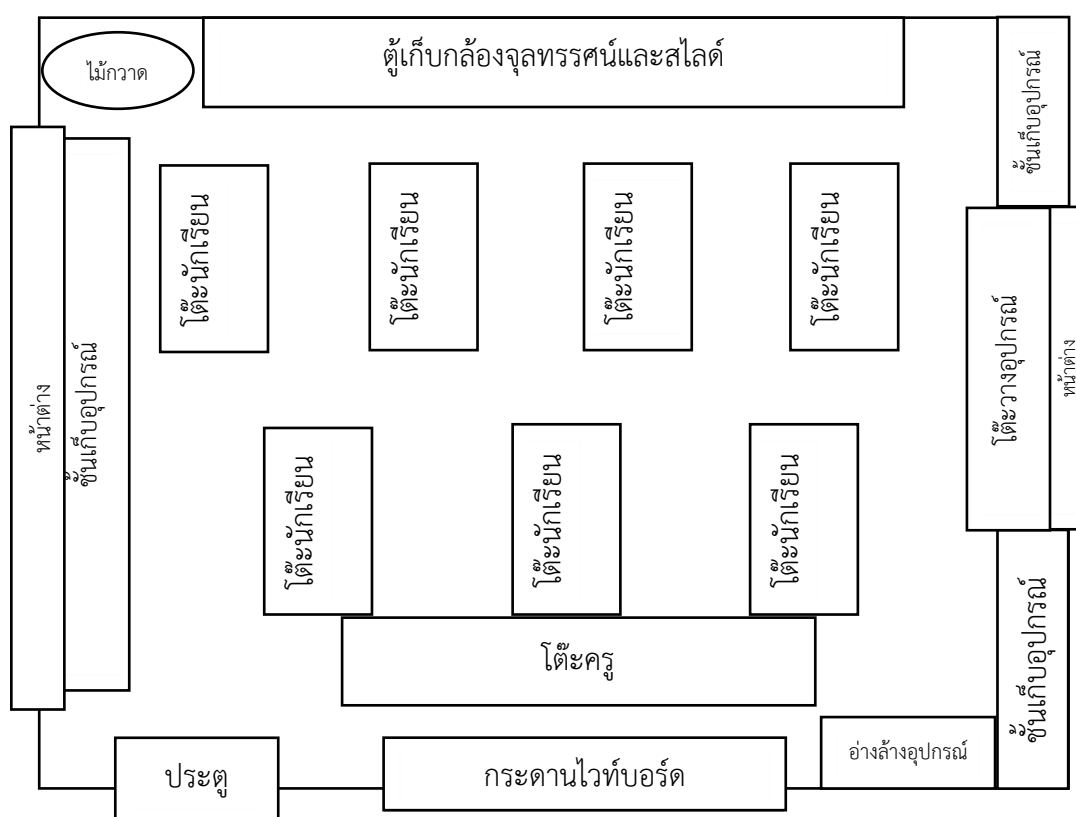 ตู้เก็บกล้องจุลทรรศน์และสไลด์
ไม้กวาด
ชั้นเก็บอุปกรณ์
โต๊ะนักเรียน
โต๊ะนักเรียน
โต๊ะนักเรียน
โต๊ะนักเรียน
หน้าต่าง
ชั้นเก็บอุปกรณ์
โต๊ะวางอุปกรณ์
หน้าต่าง
โต๊ะนักเรียน
โต๊ะนักเรียน
โต๊ะนักเรียน
ชั้นเก็บอุปกรณ์
โต๊ะครู
อ่างล้างอุปกรณ์
ประตู
กระดานไวท์บอร์ด